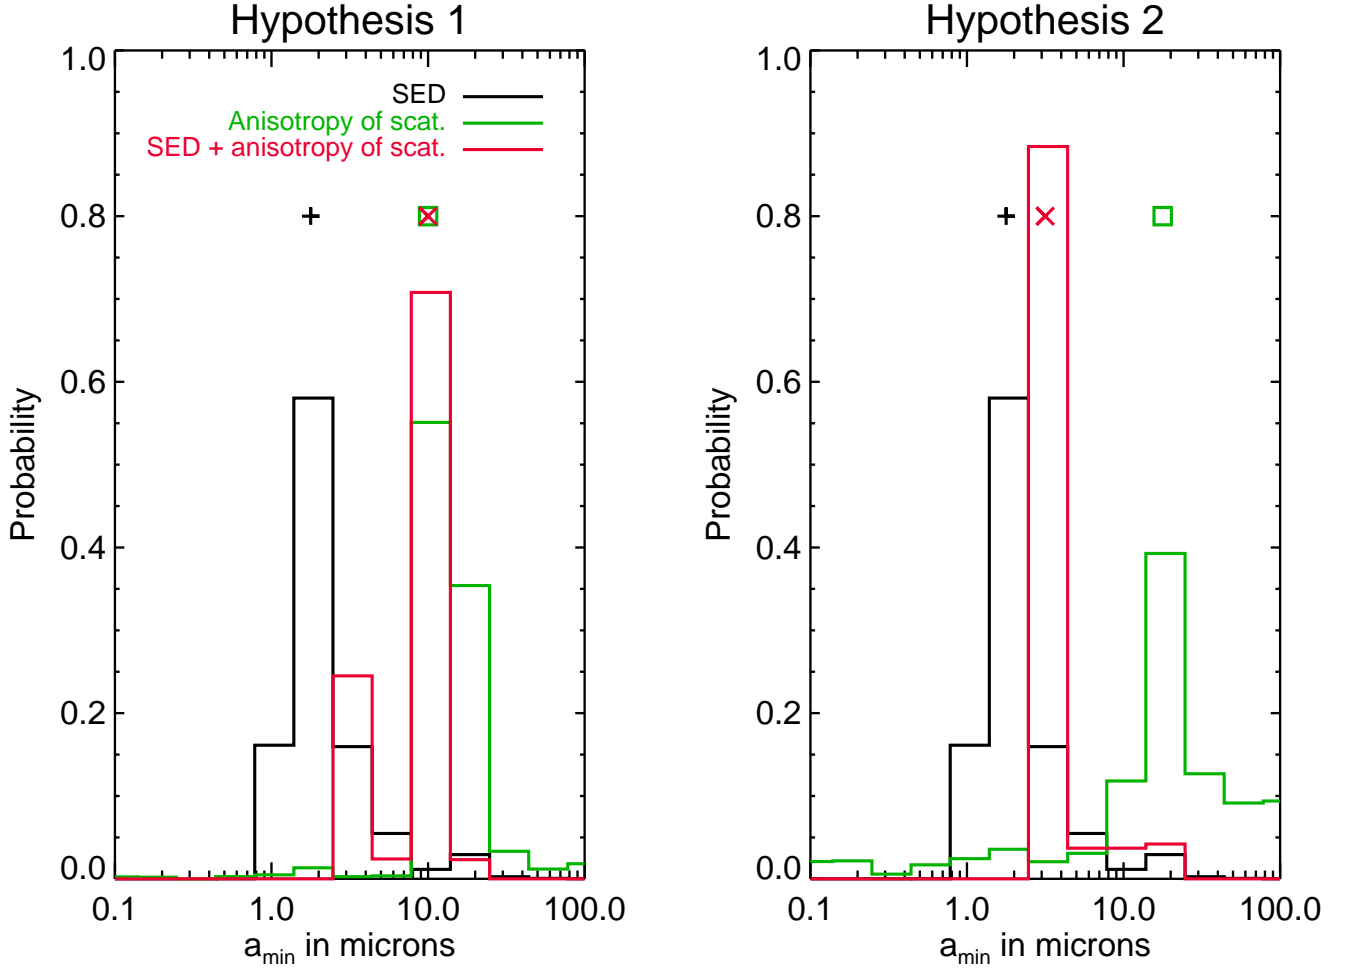 Hypothesis 1
1.0
0.8
0.6
0.4
0.2
0.0
Probability
SED
Anisotropy of scat.
SED + anisotropy of scat.
0.1 1.0 10.0 100.0
a_min in microns
Hypothesis 2
1.0
0.8
0.6
0.4
0.2
0.0
Probability
0.1 1.0 10.0 100.0
a_min in microns